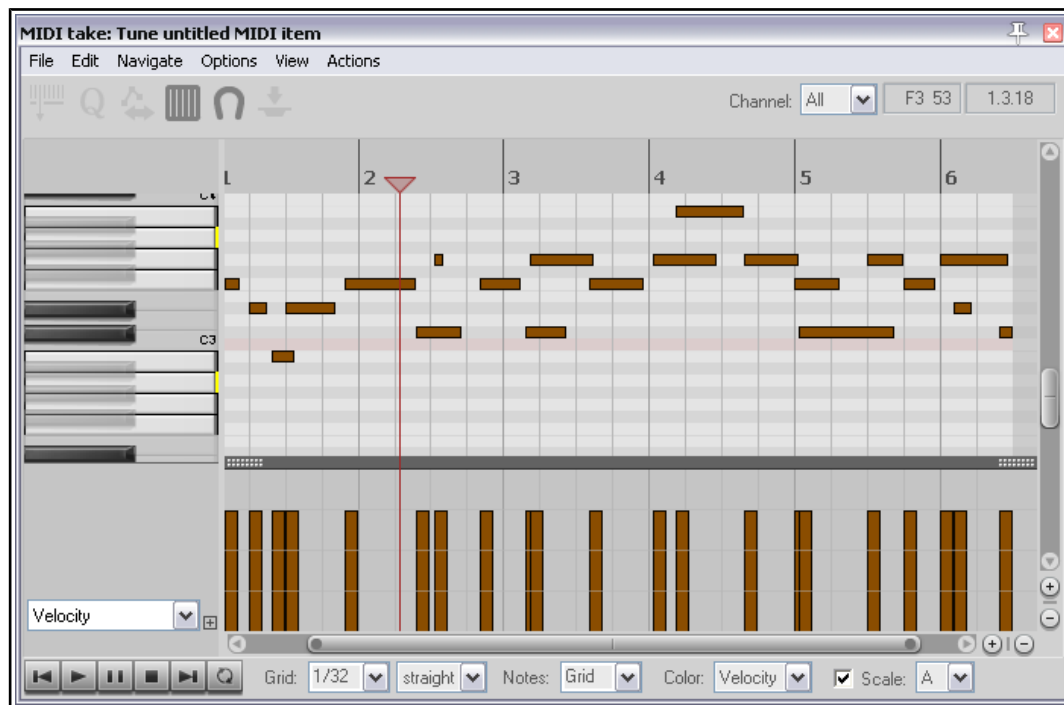 MIDI take: Tune untitled MIDI item
File Edit Navigate Options View Actions
Q Channel: All F3 53 1.3.18
2 3 4 5 6
C3
Velocity
Grid: 1/32 straight Notes: Grid Color: Velocity Scale: A